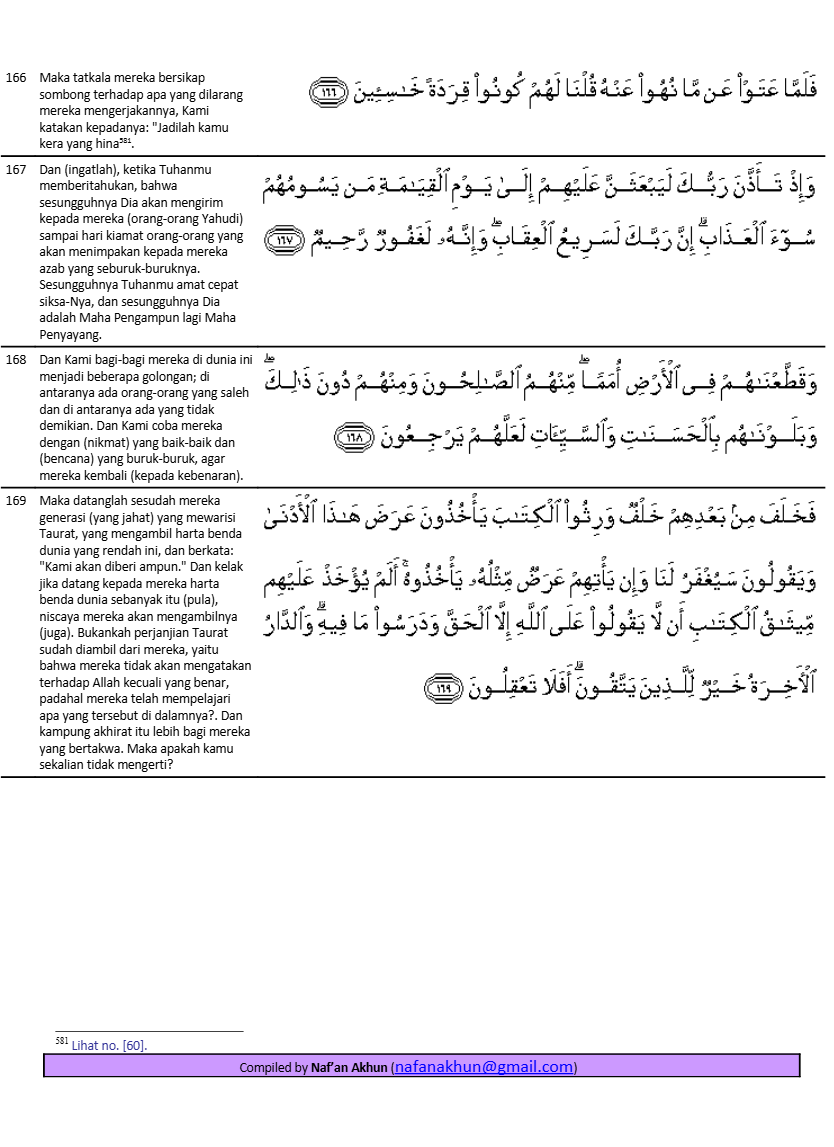 166 Maka tatkala mereka bersikap
sombong terhadap apa yang dilarang
mereka mengerjakannya, Kami
katakan kepadanya: "Jadilah kamu
kera yang hina⁵⁸¹.
فَلَمَّا عَتَوْا۟ عَن مَّا نُهُوا۟ عَنْهُ قُلْنَا لَهُمْ كُونُوا۟ قِرَدَةً خَـٰسِـِٔينَ ١٦٦
167 Dan (ingatlah), ketika Tuhanmu
memberitahukan, bahwa
sesungguhnya Dia akan mengirim
kepada mereka (orang-orang Yahudi)
sampai hari kiamat orang-orang yang
akan menimpakan kepada mereka
azab yang seburuk-buruknya.
Sesungguhnya Tuhanmu amat cepat
siksa-Nya, dan sesungguhnya Dia
adalah Maha Pengampun lagi Maha
Penyayang.
وَإِذْ تَأَذَّنَ رَبُّكَ لَيَبْعَثَنَّ عَلَيْهِمْ إِلَىٰ يَوْمِ ٱلْقِيَـٰمَةِ مَن يَسُومُهُمْ
سُوٓءَ ٱلْعَذَابِ ۗ إِنَّ رَبَّكَ لَسَرِيعُ ٱلْعِقَابِ ۖ وَإِنَّهُۥ لَغَفُورٌ رَّحِيمٌ ١٦٧
168 Dan Kami bagi-bagi mereka di dunia ini
menjadi beberapa golongan; di
antaranya ada orang-orang yang saleh
dan di antaranya ada yang tidak
demikian. Dan Kami coba mereka
dengan (nikmat) yang baik-baik dan
(bencana) yang buruk-buruk, agar
mereka kembali (kepada kebenaran).
وَقَطَّعْنَـٰهُمْ فِى ٱلْأَرْضِ أُمَمًا ۖ مِّنْهُمُ ٱلصَّـٰلِحُونَ وَمِنْهُمْ دُونَ ذَٰلِكَ ۖ
وَبَلَوْنَـٰهُم بِٱلْحَسَنَـٰتِ وَٱلسَّيِّـَٔاتِ لَعَلَّهُمْ يَرْجِعُونَ ١٦٨
169 Maka datanglah sesudah mereka
generasi (yang jahat) yang mewarisi
Taurat, yang mengambil harta benda
dunia yang rendah ini, dan berkata:
"Kami akan diberi ampun." Dan kelak
jika datang kepada mereka harta
benda dunia sebanyak itu (pula),
niscaya mereka akan mengambilnya
(juga). Bukankah perjanjian Taurat
sudah diambil dari mereka, yaitu
bahwa mereka tidak akan mengatakan
terhadap Allah kecuali yang benar,
padahal mereka telah mempelajari
apa yang tersebut di dalamnya?. Dan
kampung akhirat itu lebih bagi mereka
yang bertakwa. Maka apakah kamu
sekalian tidak mengerti?
فَخَلَفَ مِنۢ بَعْدِهِمْ خَلْفٌ وَرِثُوا۟ ٱلْكِتَـٰبَ يَأْخُذُونَ عَرَضَ هَـٰذَا ٱلْأَدْنَىٰ
وَيَقُولُونَ سَيُغْفَرُ لَنَا وَإِن يَأْتِهِمْ عَرَضٌ مِّثْلُهُۥ يَأْخُذُوهُ ۚ أَلَمْ يُؤْخَذْ عَلَيْهِم
مِّيثَـٰقُ ٱلْكِتَـٰبِ أَن لَّا يَقُولُوا۟ عَلَى ٱللَّهِ إِلَّا ٱلْحَقَّ وَدَرَسُوا۟ مَا فِيهِ ۗ وَٱلدَّارُ
ٱلْـَٔاخِرَةُ خَيْرٌ لِّلَّذِينَ يَتَّقُونَ ۗ أَفَلَا تَعْقِلُونَ ١٦٩
⁵⁸¹ Lihat no. [60].
Compiled by Naf'an Akhun (nafanakhun@gmail.com)